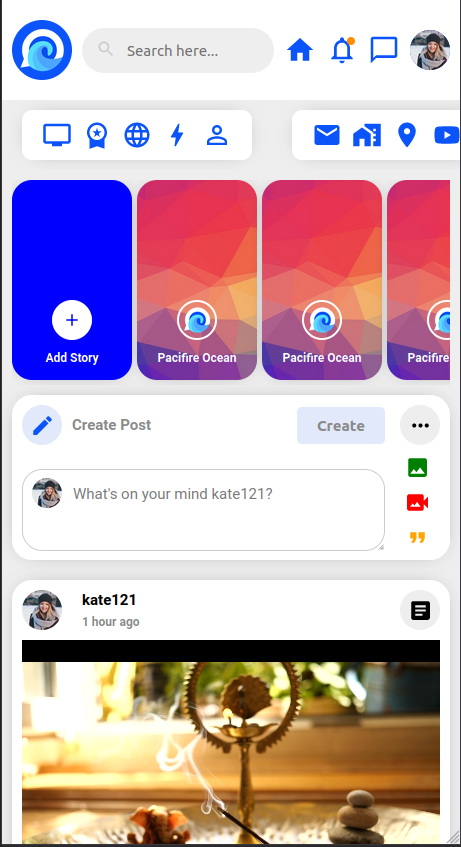 Search here...
Add Story
Pacifire Ocean
Pacifire Ocean
Pacifire
Create Post
Create
What's on your mind kate121?
kate121
1 hour ago